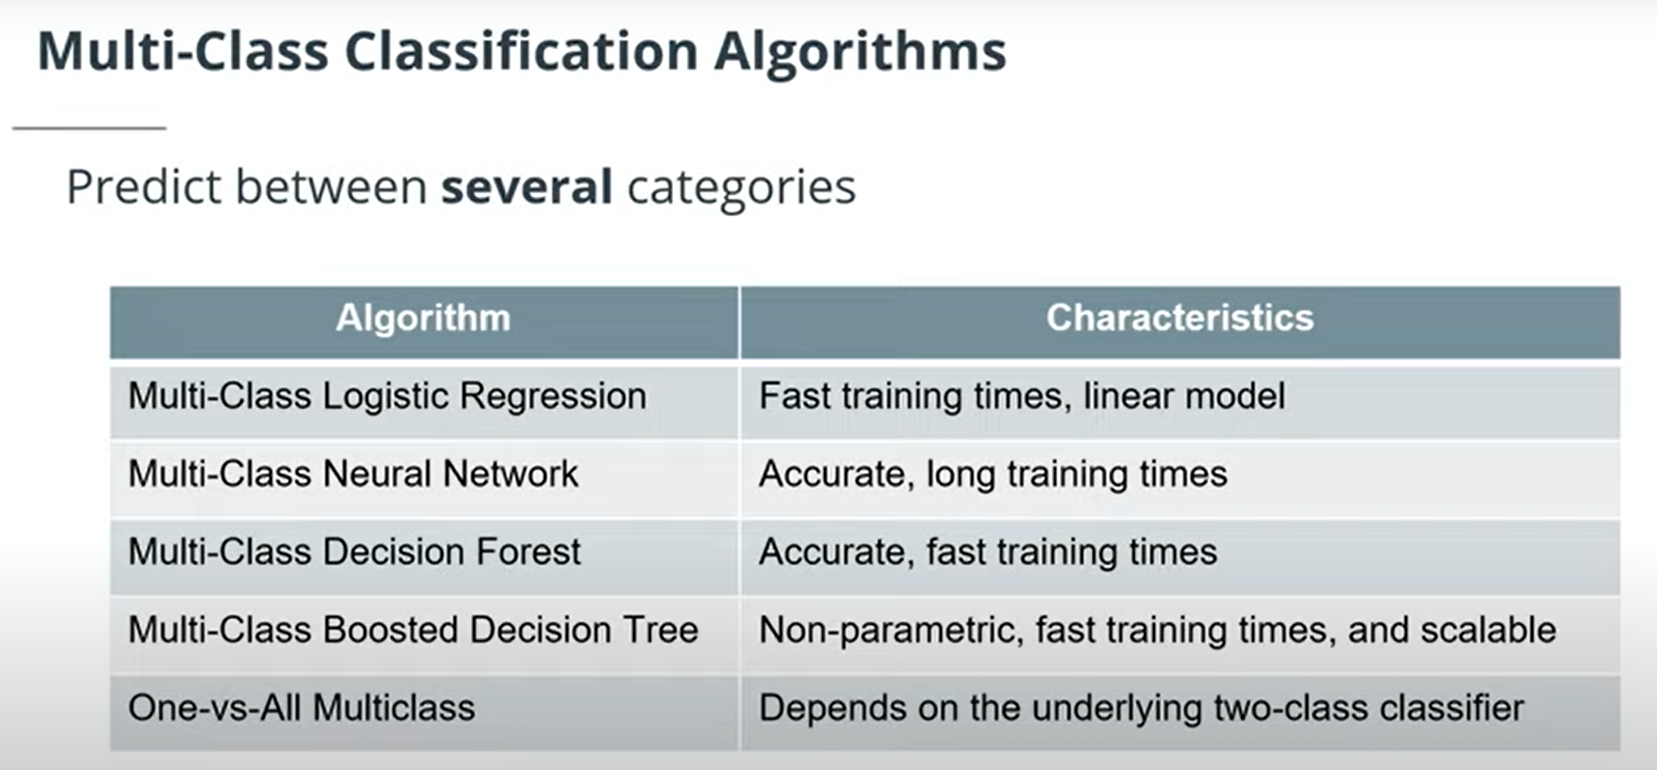 Multi-Class Classification Algorithms
Predict between several categories
Algorithm Characteristics
Multi-Class Logistic Regression Fast training times, linear model
Multi-Class Neural Network Accurate, long training times
Multi-Class Decision Forest Accurate, fast training times
Multi-Class Boosted Decision Tree Non-parametric, fast training times, and scalable
One-vs-All Multiclass Depends on the underlying two-class classifier